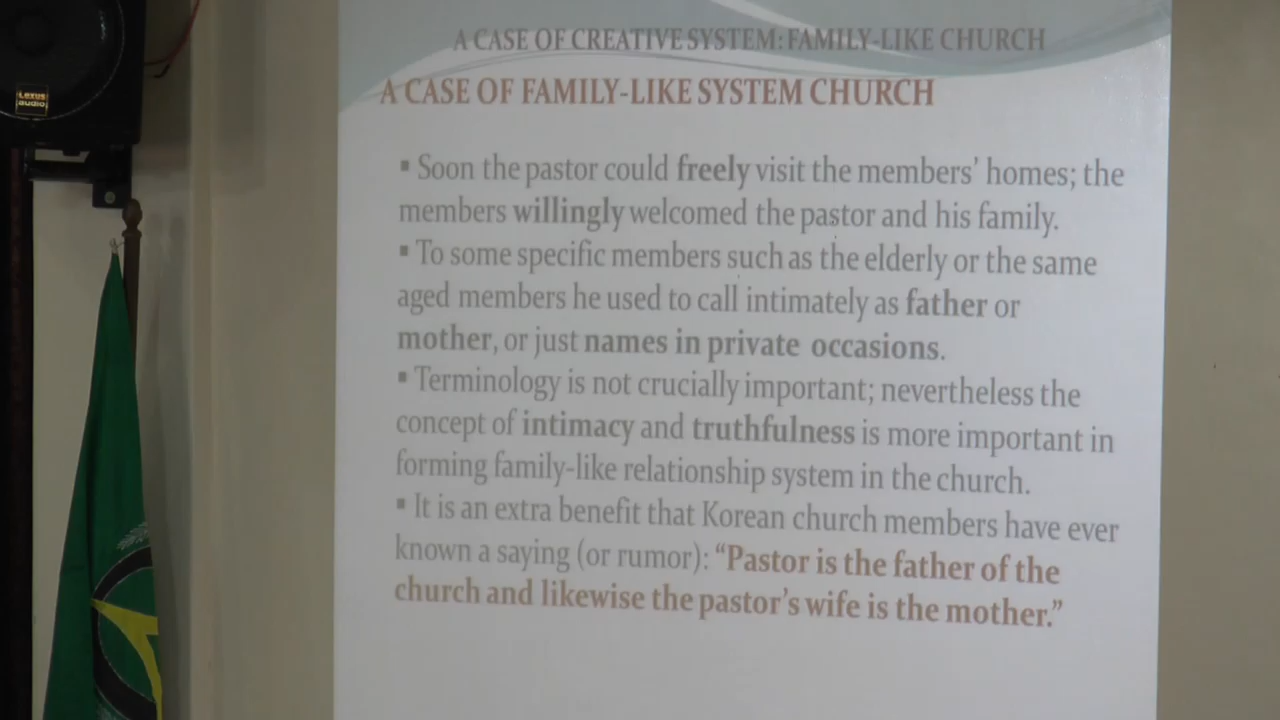 Lexus
audio
A CASE OF CREATIVE SYSTEM: FAMILY-LIKE CHURCH
A CASE OF FAMILY-LIKE SYSTEM CHURCH
▪ Soon the pastor could freely visit the members' homes; the
members willingly welcomed the pastor and his family.
▪ To some specific members such as the elderly or the same
aged members he used to call intimately as father or
mother, or just names in private occasions.
▪ Terminology is not crucially important; nevertheless the
concept of intimacy and truthfulness is more important in
forming family-like relationship system in the church.
▪ It is an extra benefit that Korean church members have ever
known a saying (or rumor): “Pastor is the father of the
church and likewise the pastor's wife is the mother.”